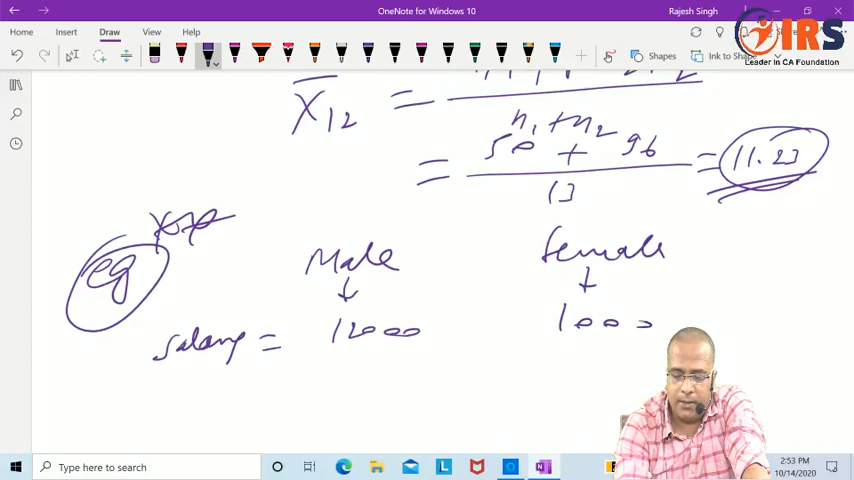 OneNote for Windows 10
Rajesh Singh
Home Insert Draw View Help
Share
IRS
Leader in CA Foundation
Shapes Ink to
X12 =
n1+n2
= 50 + 96 = 11.23
13
eg
Male Female
Salary = 12000 1000
Type here to search
2:53 PM
10/14/2020